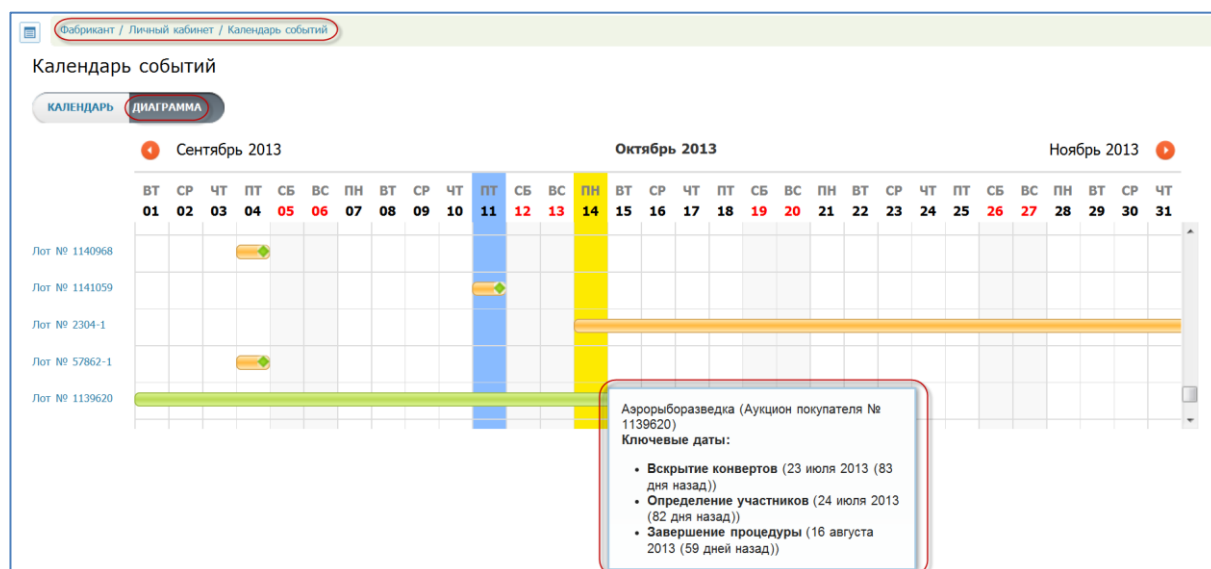 Фабрикант / Личный кабинет / Календарь событий
Календарь событий
КАЛЕНДАРЬ ДИАГРАММА
Сентябрь 2013 Октябрь 2013 Ноябрь 2013
ВТ СР ЧТ ПТ СБ ВС ПН ВТ СР ЧТ ПТ СБ ВС ПН ВТ СР ЧТ ПТ СБ ВС ПН ВТ СР ЧТ ПТ СБ ВС ПН ВТ СР ЧТ
01 02 03 04 05 06 07 08 09 10 11 12 13 14 15 16 17 18 19 20 21 22 23 24 25 26 27 28 29 30 31
Лот № 1140968
Лот № 1141059
Лот № 2304-1
Лот № 57862-1
Лот № 1139620
Аэрорыборазведка (Аукцион покупателя №
1139620)
Ключевые даты:
• Вскрытие конвертов (23 июля 2013 (83
дня назад))
• Определение участников (24 июля 2013
(82 дня назад))
• Завершение процедуры (16 августа
2013 (59 дней назад))